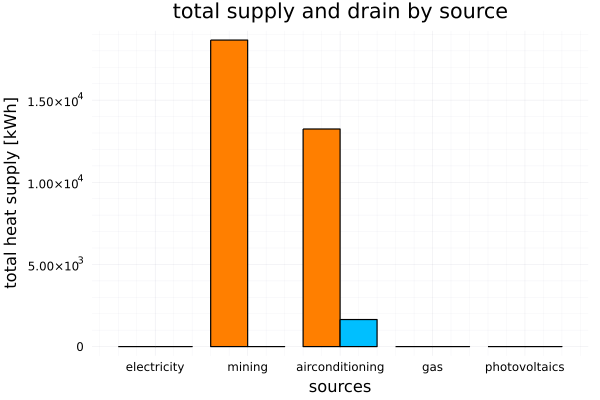 total supply and drain by source
total heat supply [kWh]
1.50×10⁴
1.00×10⁴
5.00×10³
0
electricity mining airconditioning gas photovoltaics
sources